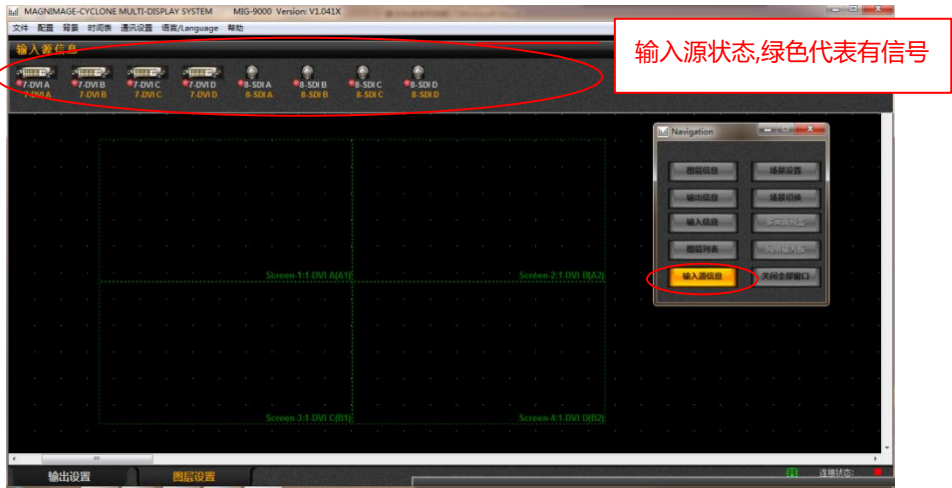 MAGNIMAGE-CYCLONE MULTI-DISPLAY SYSTEM MIG-9000 Version: V1.041X
文件 配置 背景 时间表 通讯设置 语言/Language 帮助
输入源信息
输入源状态,绿色代表有信号
7-DVI A 7-DVI B 7-DVI C 7-DVI D 8-SDI A 8-SDI B 8-SDI C 8-SDI D
7-DVI A 7-DVI B 7-DVI C 7-DVI D 8-SDI A 8-SDI B 8-SDI C 8-SDI D
Navigation
图层信息 场景设置
输出信息 场景切换
输入信息
图层列表
输入源信息 关闭全部窗口
Screen-1:1-DVI A(A1) Screen-2:1-DVI B(A2)
Screen-3:1-DVI C(B1) Screen-4:1-DVI D(B2)
输出设置 图层设置 连接状态: